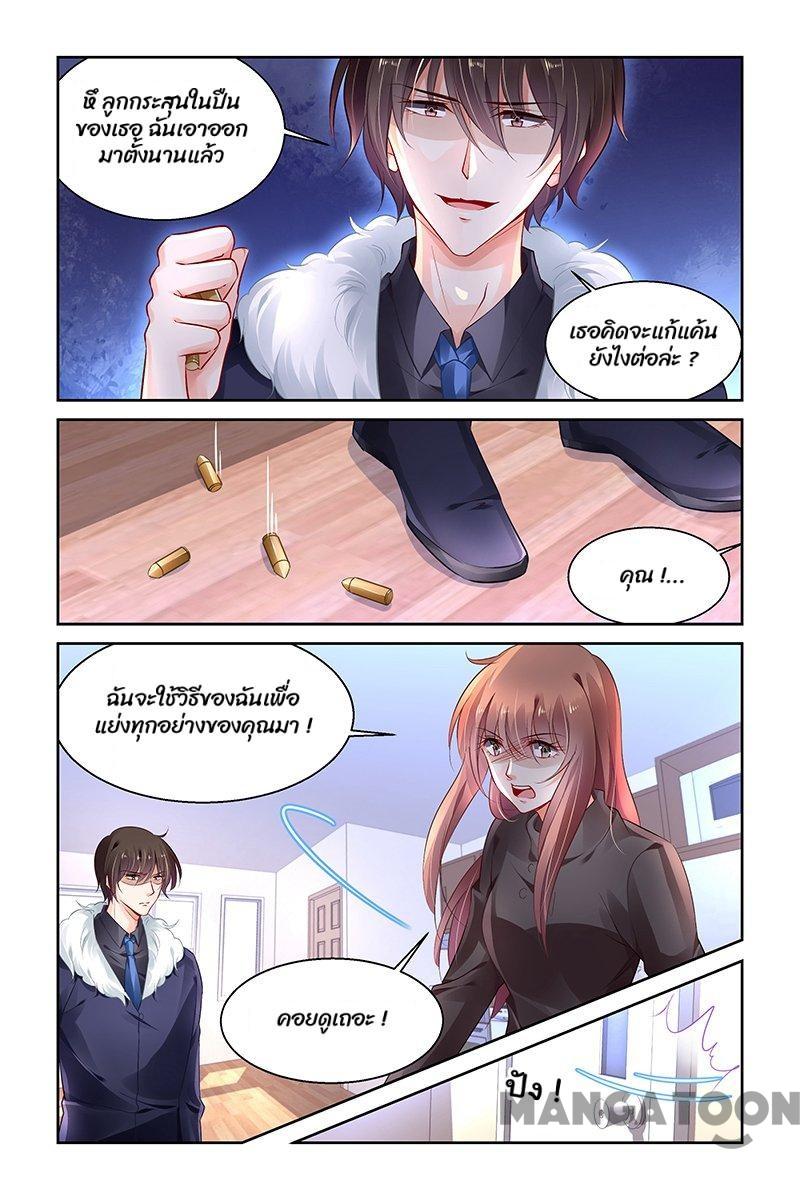 หึ ลูกกระสุนในปืน
ของเธอ ฉันเอาออก
มาตั้งนานแล้ว
เธอคิดจะแก้แค้น
ยังไงต่อล่ะ ?
คุณ !...
ฉันจะใช้วิธีของฉันเพื่อ
แย่งทุกอย่างของคุณมา !
คอยดูเถอะ !
ปัง !
MANGATOON